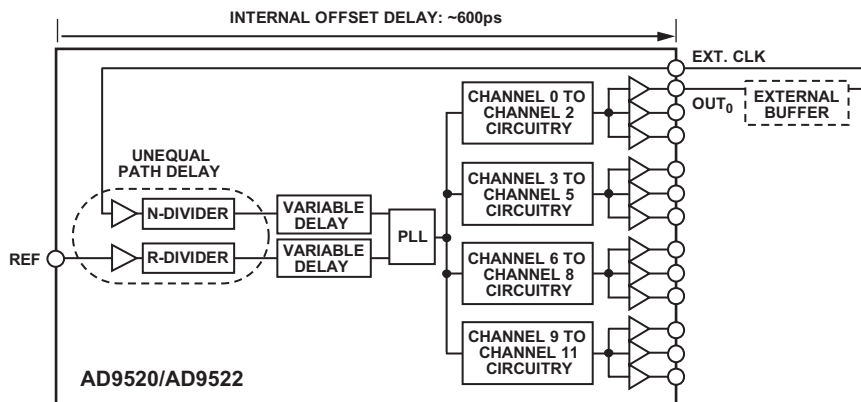 INTERNAL OFFSET DELAY: ~600ps
EXT. CLK
OUT0
EXTERNAL
BUFFER
CHANNEL 0 TO
CHANNEL 2
CIRCUITRY
UNEQUAL
PATH DELAY
CHANNEL 3 TO
CHANNEL 5
CIRCUITRY
N-DIVIDER
VARIABLE
DELAY
PLL
REF
R-DIVIDER
VARIABLE
DELAY
CHANNEL 6 TO
CHANNEL 8
CIRCUITRY
CHANNEL 9 TO
CHANNEL 11
CIRCUITRY
AD9520/AD9522